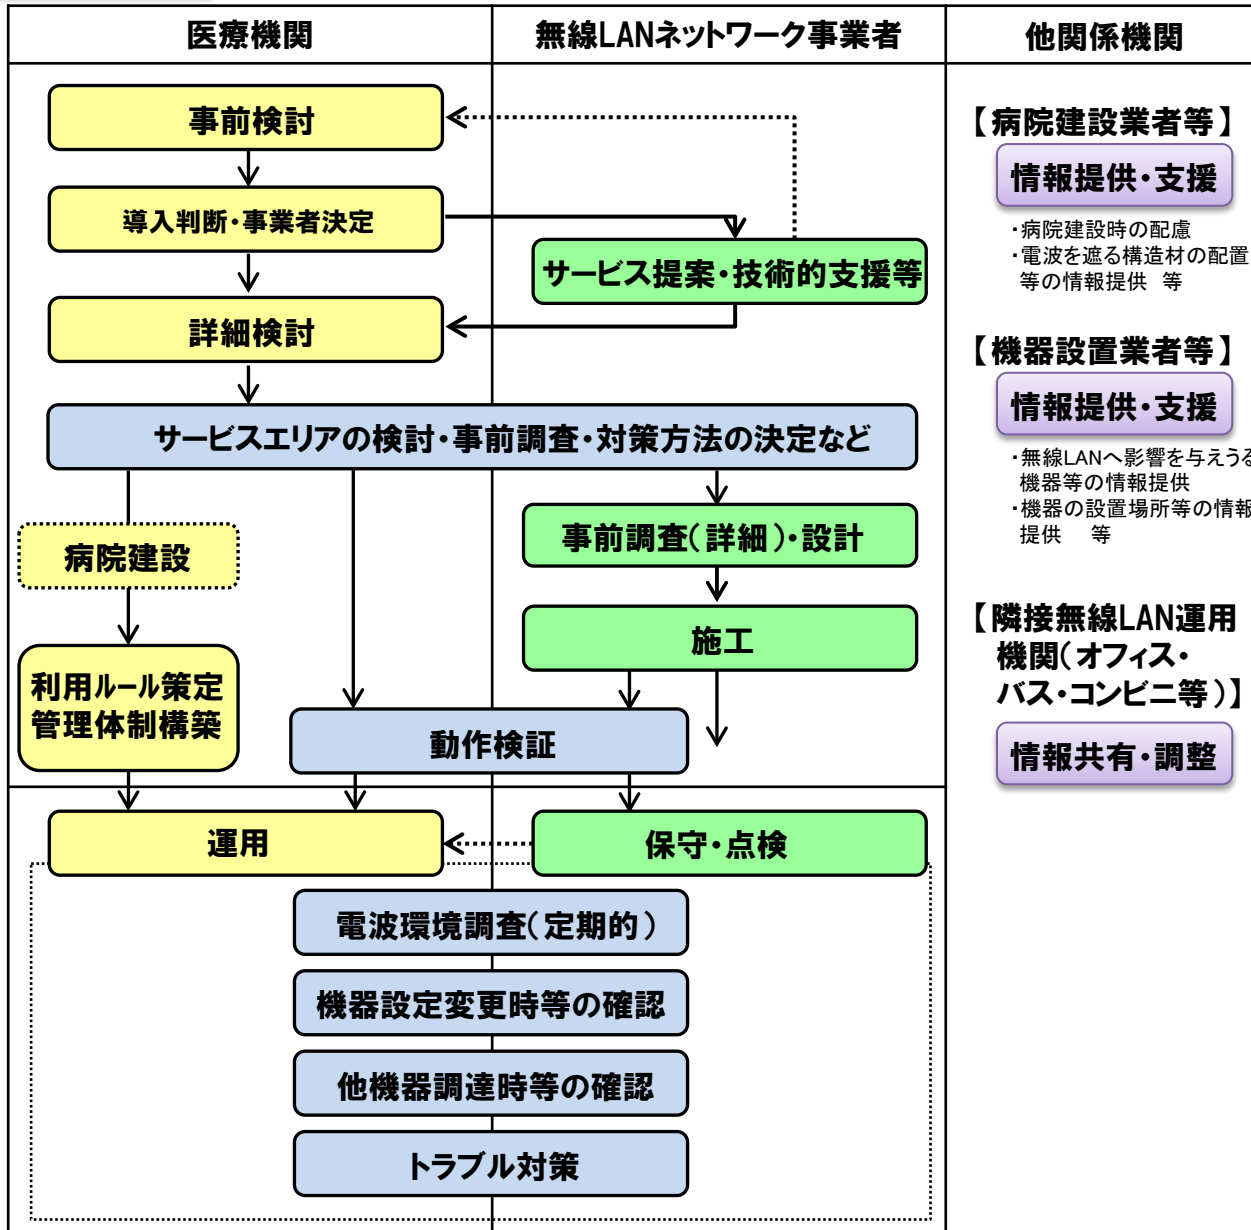 医療機関
無線LANネットワーク事業者
他関係機関
事前検討
導入判断・事業者決定
サービス提案・技術的支援等
詳細検討
サービスエリアの検討・事前調査・対策方法の決定など
病院建設
事前調査（詳細）・設計
施工
利用ルール策定
管理体制構築
動作検証
運用
保守・点検
電波環境調査（定期的）
機器設定変更時等の確認
他機器調達時等の確認
トラブル対策
【病院建設業者等】
情報提供・支援
・病院建設時の配慮
・電波を遮る構造材の配置
等の情報提供　等
【機器設置業者等】
情報提供・支援
・無線LANへ影響を与えうる
機器等の情報提供
・機器の設置場所等の情報
提供　等
【隣接無線LAN運用
機関（オフィス・
バス・コンビニ等）】
情報共有・調整